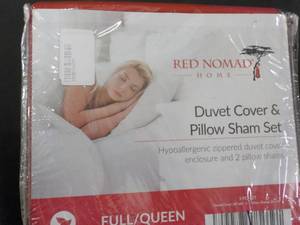 RED NOMAD
HOME
Duvet Cover &
Pillow Sham Set
Hypoallergenic zippered duvet cover
enclosure and 2 pillow shams
FULL/QUEEN